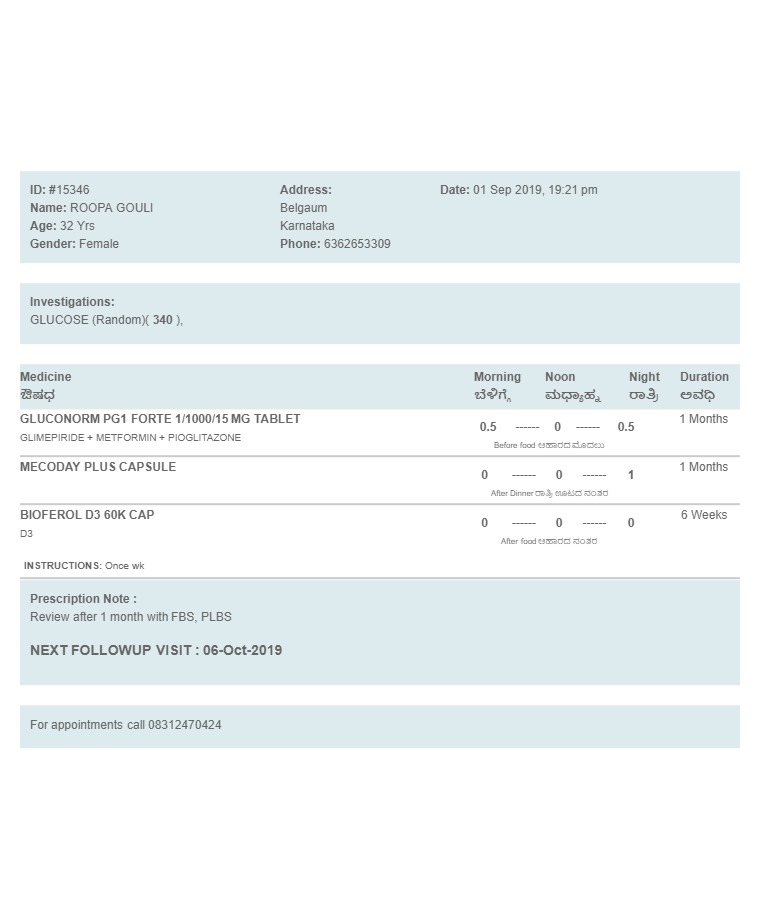 ID: #15346
Name: ROOPA GOULI
Age: 32 Yrs
Gender: Female
Address:
Belgaum
Karnataka
Phone: 6362653309
Date: 01 Sep 2019, 19:21 pm
Investigations:
GLUCOSE (Random)( 340 ),
Medicine Morning Noon Night Duration
ಔಷಧ ಬೆಳಿಗ್ಗೆ ಮಧ್ಯಾಹ್ನ ರಾತ್ರಿ ಅವಧಿ
GLUCONORM PG1 FORTE 1/1000/15 MG TABLET 0.5 ------ 0 ------ 0.5 1 Months
GLIMEPIRIDE + METFORMIN + PIOGLITAZONE
Before food ಆಹಾರದ ಮೊದಲು
MECODAY PLUS CAPSULE 0 ------ 0 ------ 1 1 Months
After Dinner ರಾತ್ರಿ ಊಟದ ನಂತರ
BIOFEROL D3 60K CAP 0 ------ 0 ------ 0 6 Weeks
D3
After food ಆಹಾರದ ನಂತರ
INSTRUCTIONS: Once wk
Prescription Note :
Review after 1 month with FBS, PLBS
NEXT FOLLOWUP VISIT : 06-Oct-2019
For appointments call 08312470424